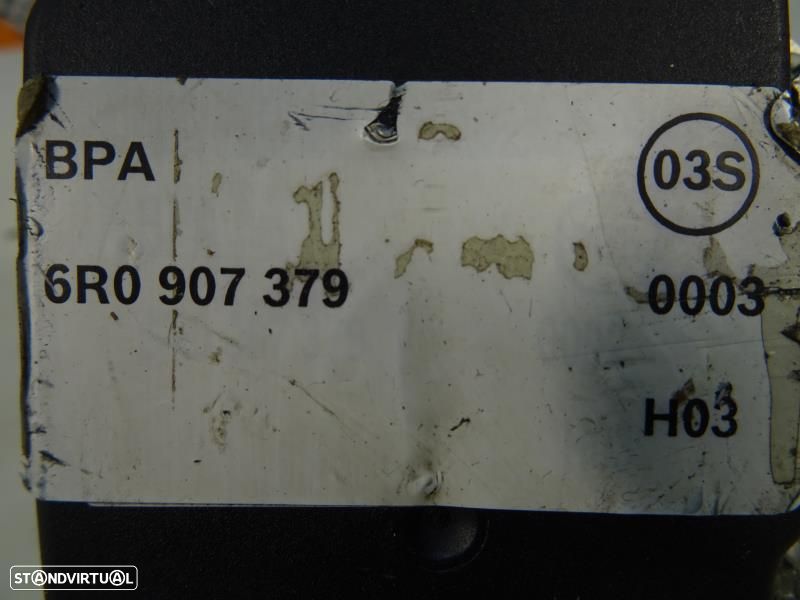 BPA
03S
6R0 907 379
0003
H03
STANDVIRTUAL